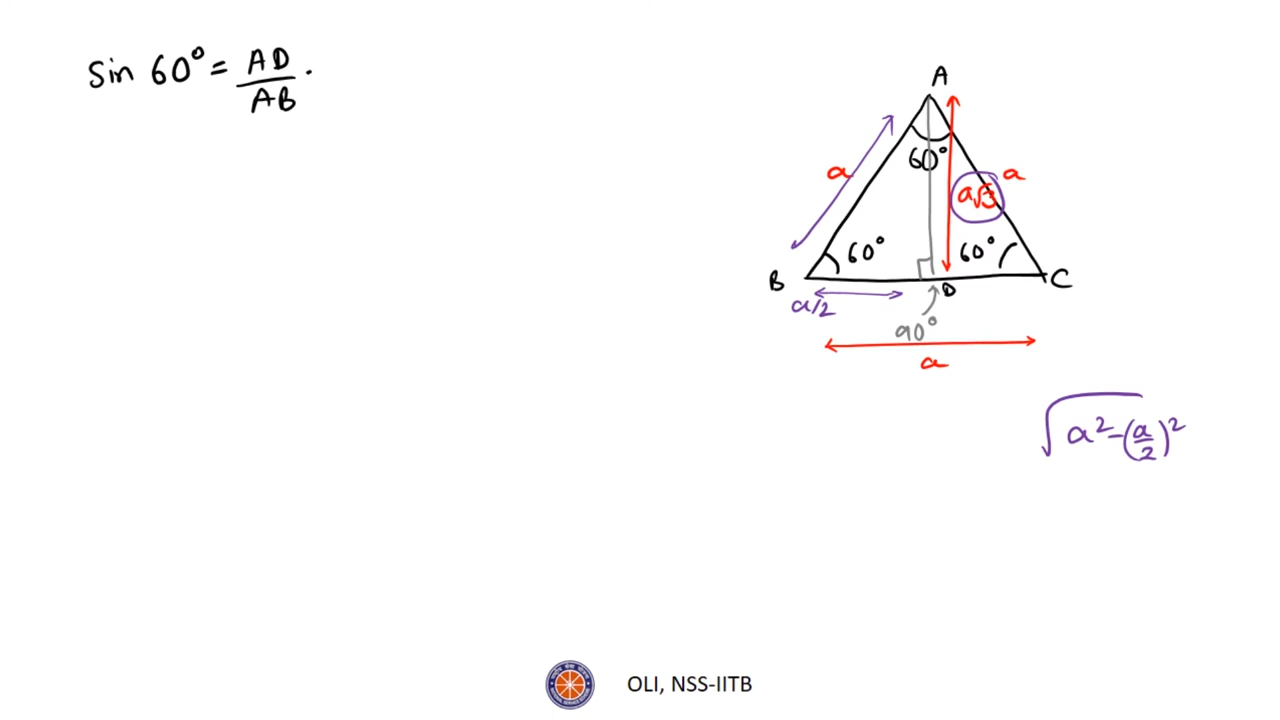 Sin 60° = AD/AB.
A
60°
a
a
a√3
60°
60°
B
D
C
a/2
90°
a
√a² - (a/2)²
OLI, NSS-IITB